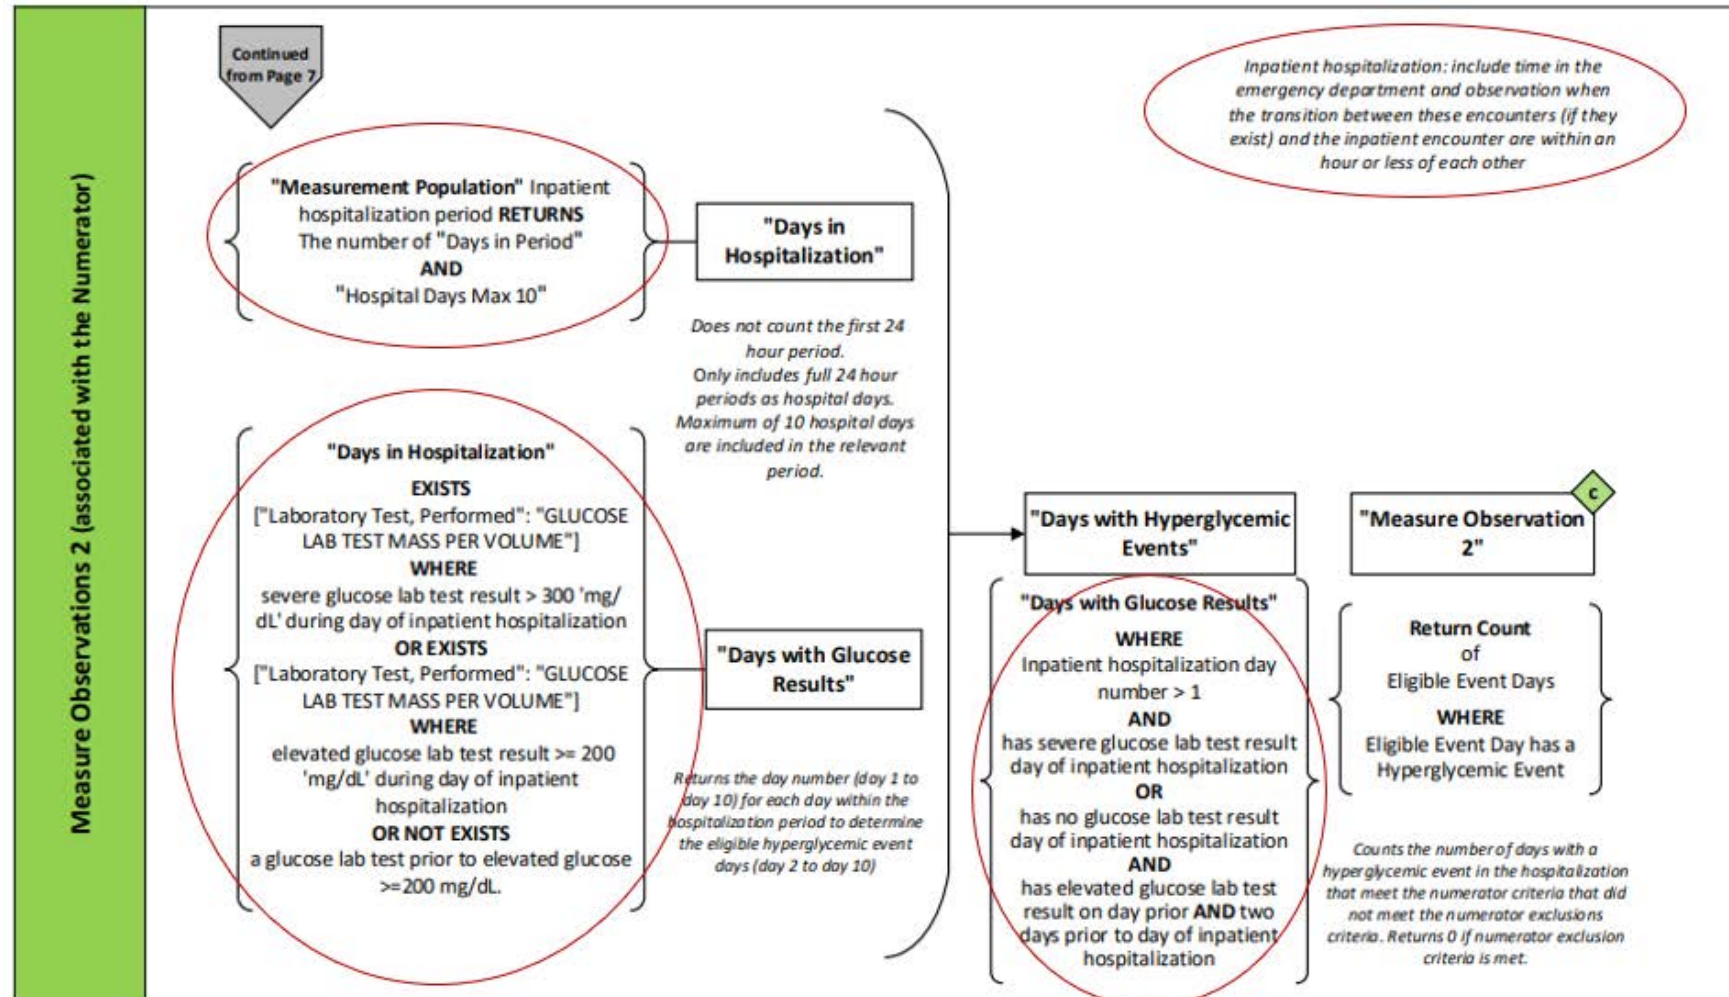 Measure Observations 2 (associated with the Numerator)
Continued
from Page 7
Inpatient hospitalization: include time in the
emergency department and observation when
the transition between these encounters (if they
exist) and the inpatient encounter are within an
hour or less of each other
"Measurement Population" Inpatient
hospitalization period RETURNS
The number of "Days in Period"
AND
"Hospital Days Max 10"
"Days in
Hospitalization"
Does not count the first 24
hour period.
Only includes full 24 hour
periods as hospital days.
Maximum of 10 hospital days
are included in the relevant
period.
"Days in Hospitalization"
EXISTS
["Laboratory Test, Performed": "GLUCOSE
LAB TEST MASS PER VOLUME"]
WHERE
severe glucose lab test result > 300 'mg/
dL' during day of inpatient hospitalization
OR EXISTS
["Laboratory Test, Performed": "GLUCOSE
LAB TEST MASS PER VOLUME"]
WHERE
elevated glucose lab test result >= 200
'mg/dL' during day of inpatient
hospitalization
OR NOT EXISTS
a glucose lab test prior to elevated glucose
>=200 mg/dL.
"Days with Glucose
Results"
Returns the day number (day 1 to
day 10) for each day within the
hospitalization period to determine
the eligible hyperglycemic event
days (day 2 to day 10)
"Days with Hyperglycemic
Events"
"Days with Glucose Results"
WHERE
Inpatient hospitalization day
number > 1
AND
has severe glucose lab test result
day of inpatient hospitalization
OR
has no glucose lab test result
day of inpatient hospitalization
AND
has elevated glucose lab test
result on day prior AND two
days prior to day of inpatient
hospitalization
C
"Measure Observation
2"
Return Count
of
Eligible Event Days
WHERE
Eligible Event Day has a
Hyperglycemic Event
Counts the number of days with a
hyperglycemic event in the hospitalization
that meet the numerator criteria that did
not meet the numerator exclusions
criteria. Returns 0 if numerator exclusion
criteria is met.